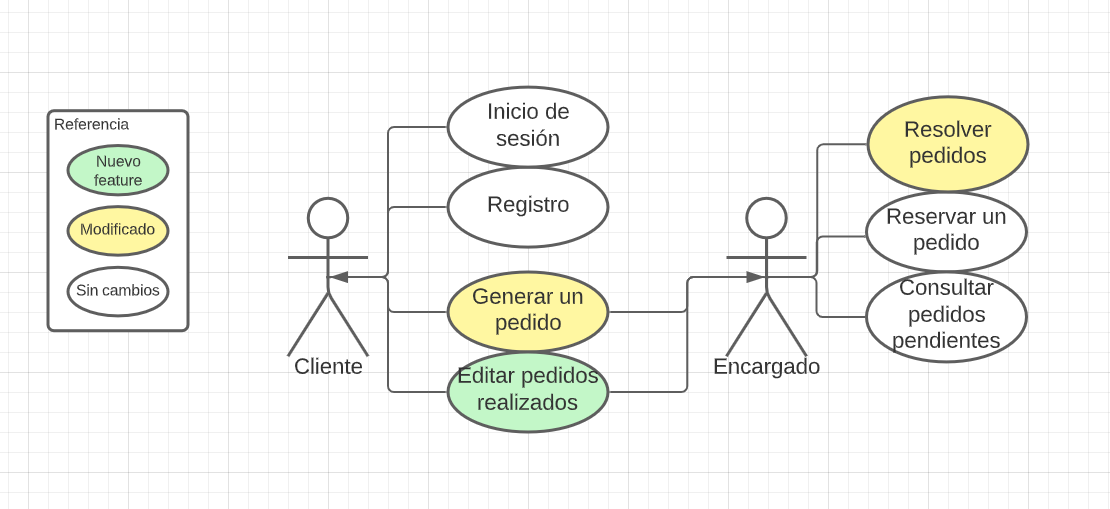 Referencia
Nuevo
feature
Modificado
Sin cambios
Cliente
Inicio de
sesión
Registro
Generar un
pedido
Editar pedidos
realizados
Encargado
Resolver
pedidos
Reservar un
pedido
Consultar
pedidos
pendientes